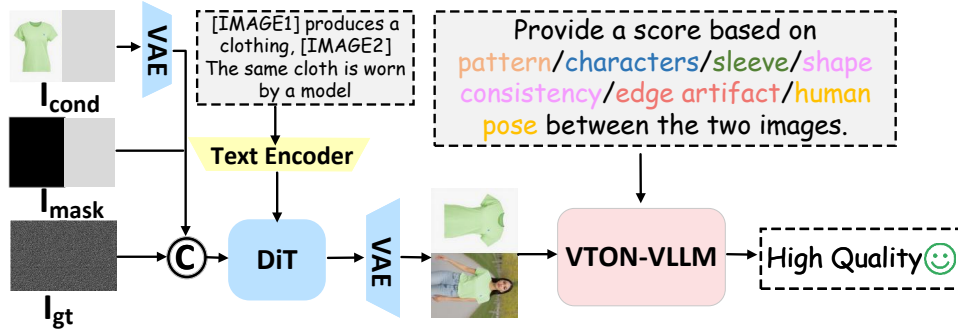 [IMAGE1] produces a
clothing, [IMAGE2]
The same cloth is worn
by a model
Provide a score based on
pattern/characters/sleeve/shape
consistency/edge artifact/human
pose between the two images.
VAE
I_cond
Text Encoder
I_mask
C
DiT
VAE
VTON-VLLM
High Quality
I_gt